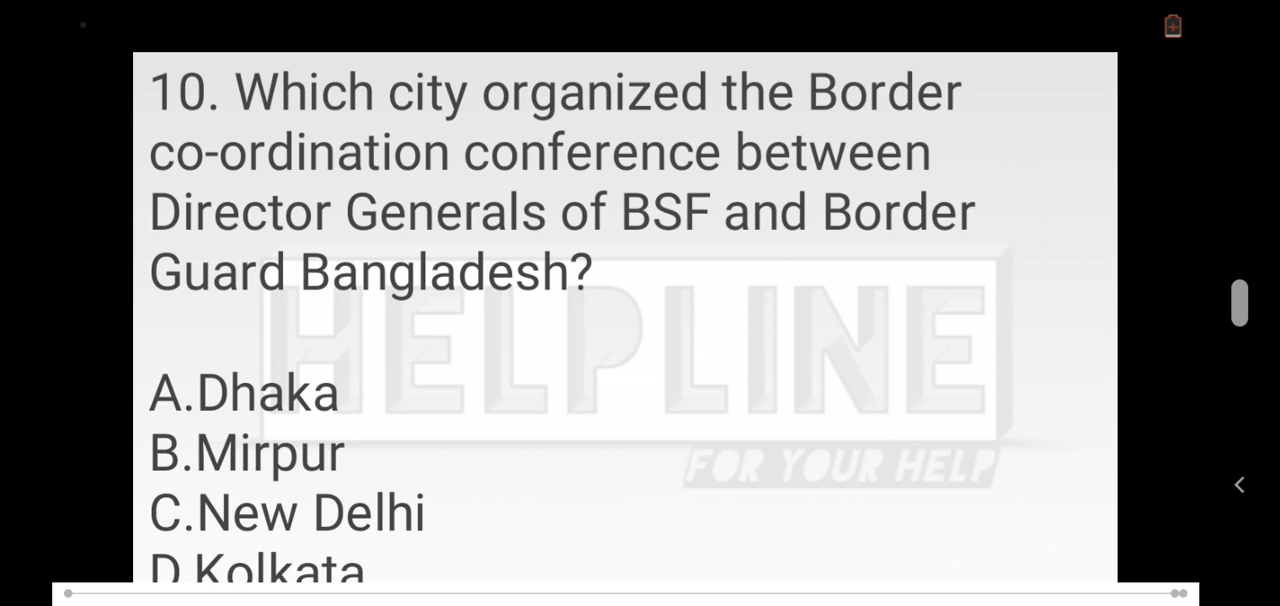 10. Which city organized the Border
co-ordination conference between
Director Generals of BSF and Border
Guard Bangladesh?
HELPLINE
FOR YOUR HELP
A.Dhaka
B.Mirpur
C.New Delhi
D.Kolkata